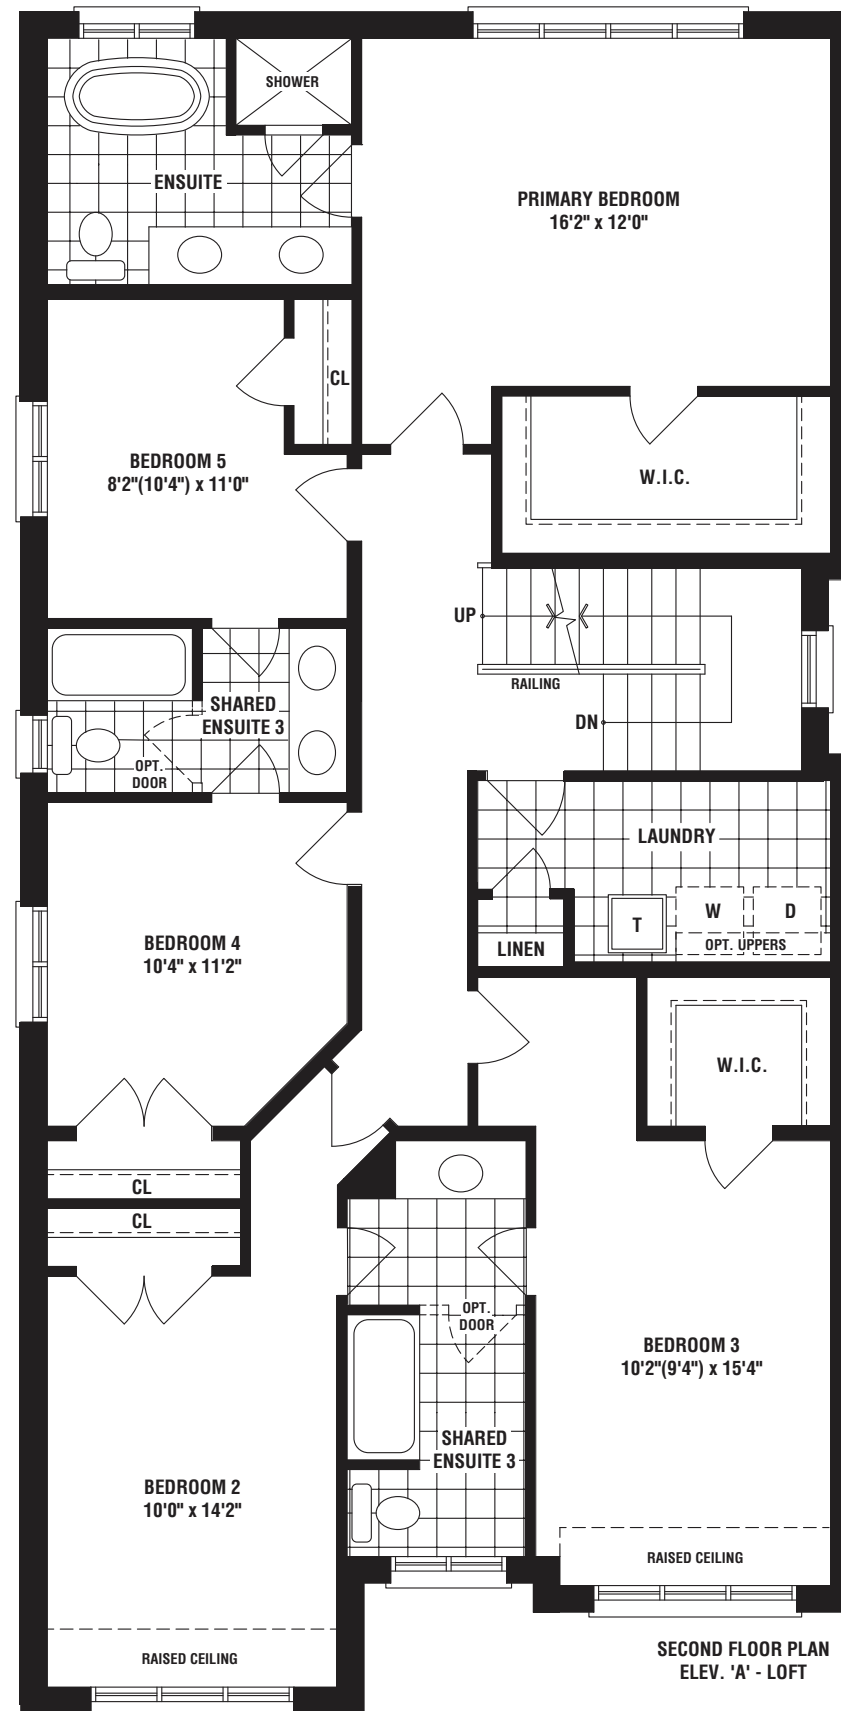 SHOWER
ENSUITE
PRIMARY BEDROOM
16'2" x 12'0"
CL
BEDROOM 5
8'2"(10'4") x 11'0"
W.I.C.
UP
RAILING
DN
SHARED
ENSUITE 3
OPT.
DOOR
LAUNDRY
T
W
D
OPT. UPPERS
LINEN
BEDROOM 4
10'4" x 11'2"
W.I.C.
CL
CL
OPT.
DOOR
BEDROOM 3
10'2"(9'4") x 15'4"
SHARED
ENSUITE 3
BEDROOM 2
10'0" x 14'2"
RAISED CEILING
RAISED CEILING
SECOND FLOOR PLAN
ELEV. 'A' - LOFT